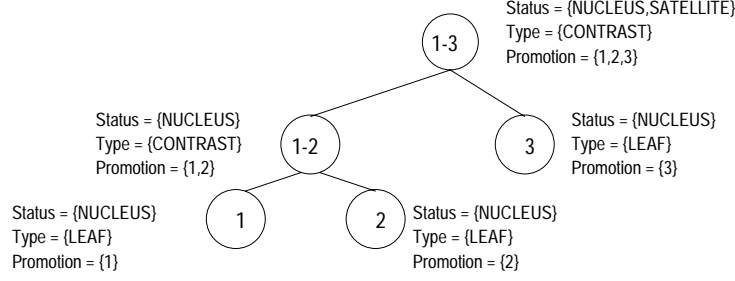 Status = {NUCLEUS,SATELLITE}
Type = {CONTRAST}
Promotion = {1,2,3}
1-3
Status = {NUCLEUS}
Type = {CONTRAST}
Promotion = {1,2}
1-2
3
Status = {NUCLEUS}
Type = {LEAF}
Promotion = {3}
Status = {NUCLEUS}
Type = {LEAF}
Promotion = {1}
1
2
Status = {NUCLEUS}
Type = {LEAF}
Promotion = {2}